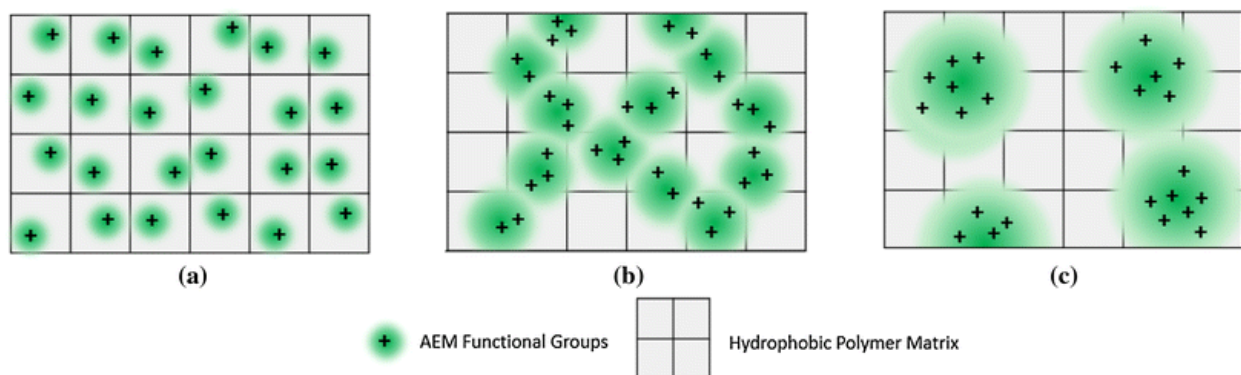 (a)
(b)
(c)
AEM Functional Groups
Hydrophobic Polymer Matrix